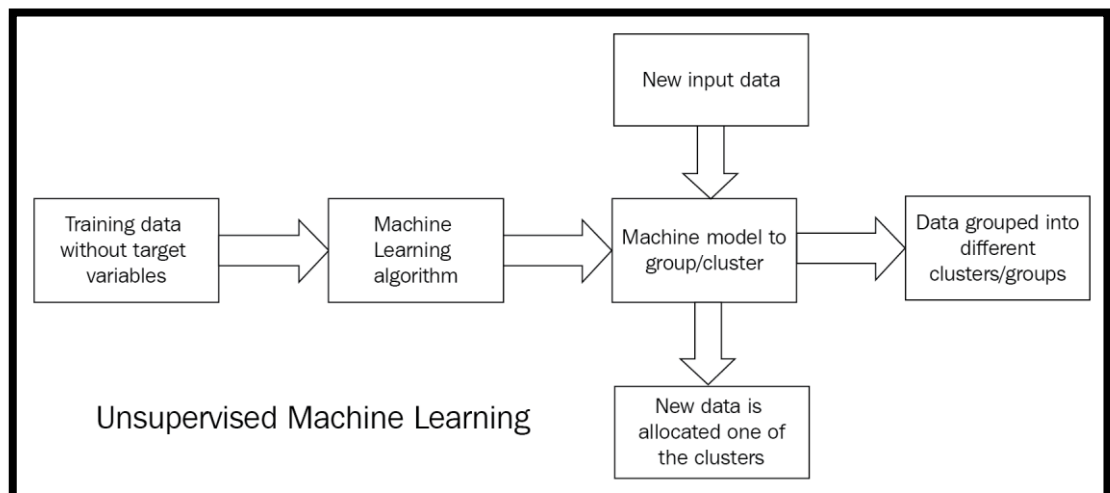 New input data
Training data
without target
variables
Machine
Learning
algorithm
Machine model to
group/cluster
Data grouped into
different
clusters/groups
New data is
allocated one of
the clusters
Unsupervised Machine Learning